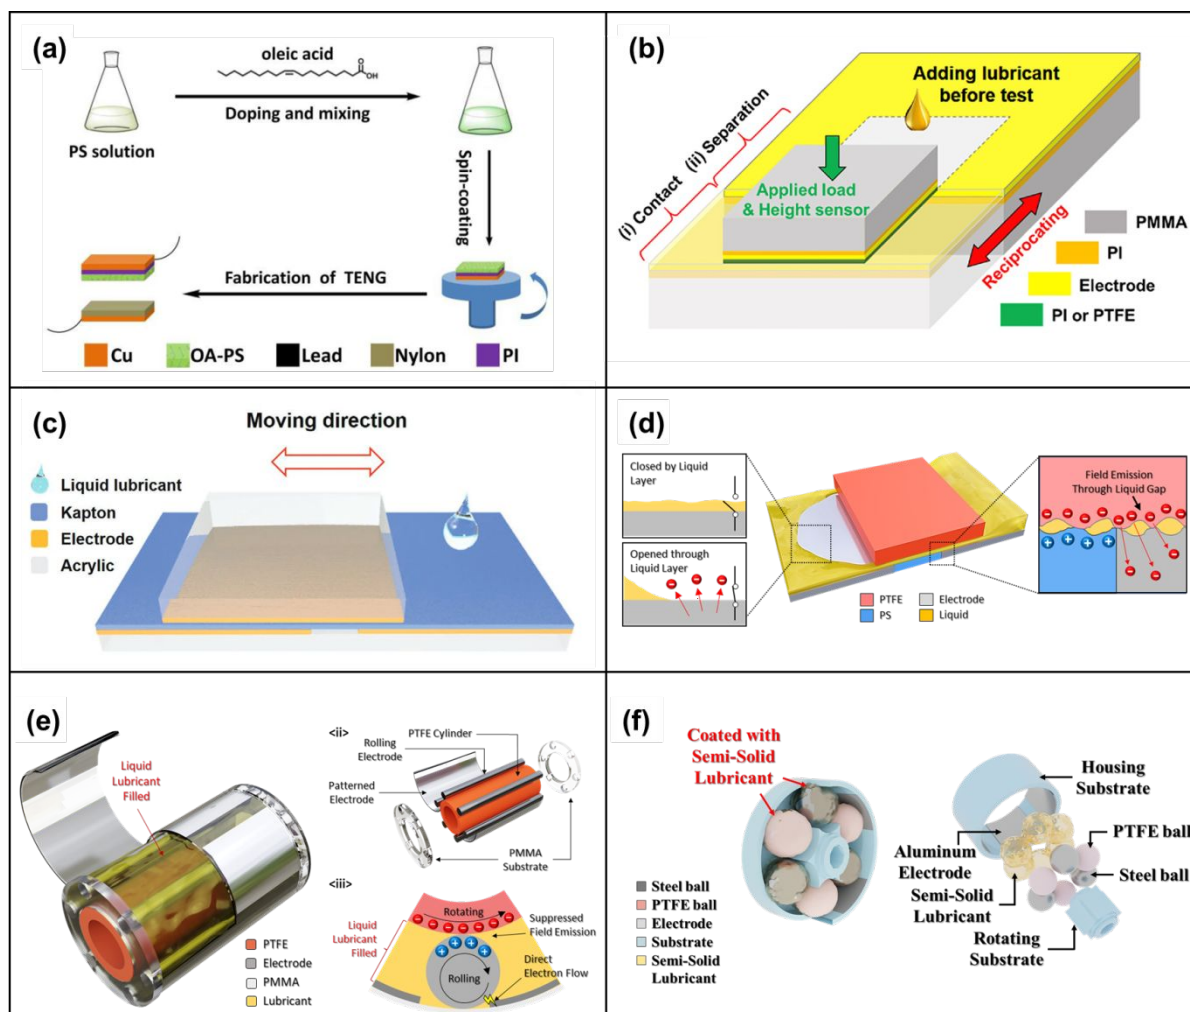 (a)
oleic acid
OH
Doping and mixing
PS solution
Spin-coating
Fabrication of TENG
Cu
OA-PS
Lead
Nylon
PI
(b)
Adding lubricant
before test
(i) Contact
(ii) Separation
Applied load
& Height sensor
Reciprocating
PMMA
PI
Electrode
PI or PTFE
(c)
Moving direction
Liquid lubricant
Kapton
Electrode
Acrylic
(d)
Closed by Liquid
Layer
Opened through
Liquid Layer
Field Emission
Through Liquid Gap
PTFE
Electrode
PS
Liquid
(e)
Liquid
Lubricant
Filled
PTFE
Electrode
PMMA
Lubricant
<ii>
PTFE Cylinder
Rolling
Electrode
Patterned
Electrode
PMMA
Substrate
<iii>
Rotating
Liquid
Lubricant
Filled
Suppressed
Field Emission
Direct
Electron Flow
Rolling
(f)
Coated with
Semi-Solid
Lubricant
Steel ball
PTFE ball
Electrode
Substrate
Semi-Solid
Lubricant
Housing
Substrate
PTFE ball
Aluminum
Electrode
Steel ball
Semi-Solid
Lubricant
Rotating
Substrate